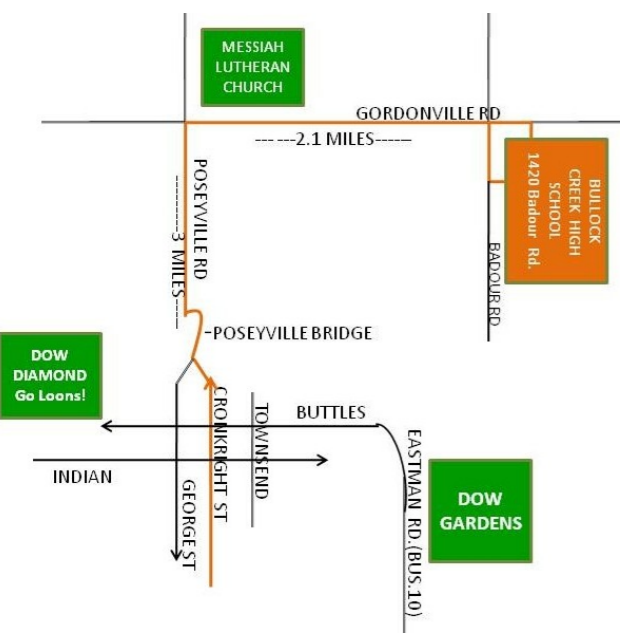 MESSIAH
LUTHERAN
CHURCH
GORDONVILLE RD
--- ---2.1 MILES------
BULLOCK
CREEK HIGH
SCHOOL
1420 Badour Rd.
POSEYVILLE RD
--------3 MILES-----
BADOUR RD
-POSEYVILLE BRIDGE
DOW
DIAMOND
Go Loons!
CRONKRIGHT ST
TOWNSEND
BUTTLES
INDIAN
GEORGE ST
EASTMAN RD.(BUS.10)
DOW
GARDENS